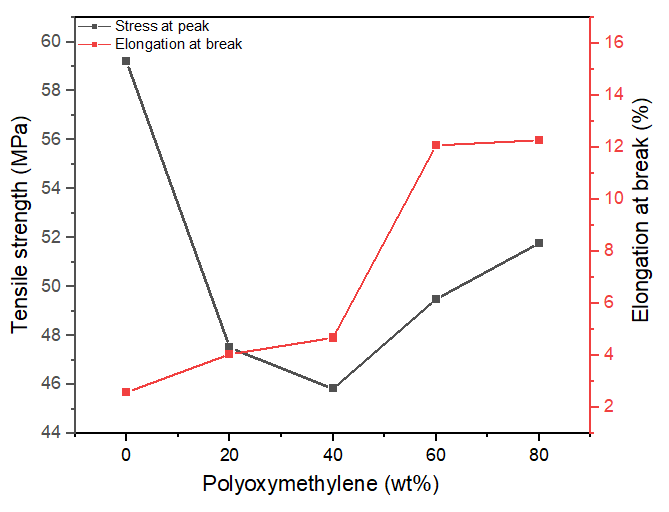 Stress at peak
Elongation at break
Tensile strength (MPa)
60
58
56
54
52
50
48
46
44
16
14
12
10
8
6
4
2
Elongation at break (%)
0 20 40 60 80
Polyoxymethylene (wt%)